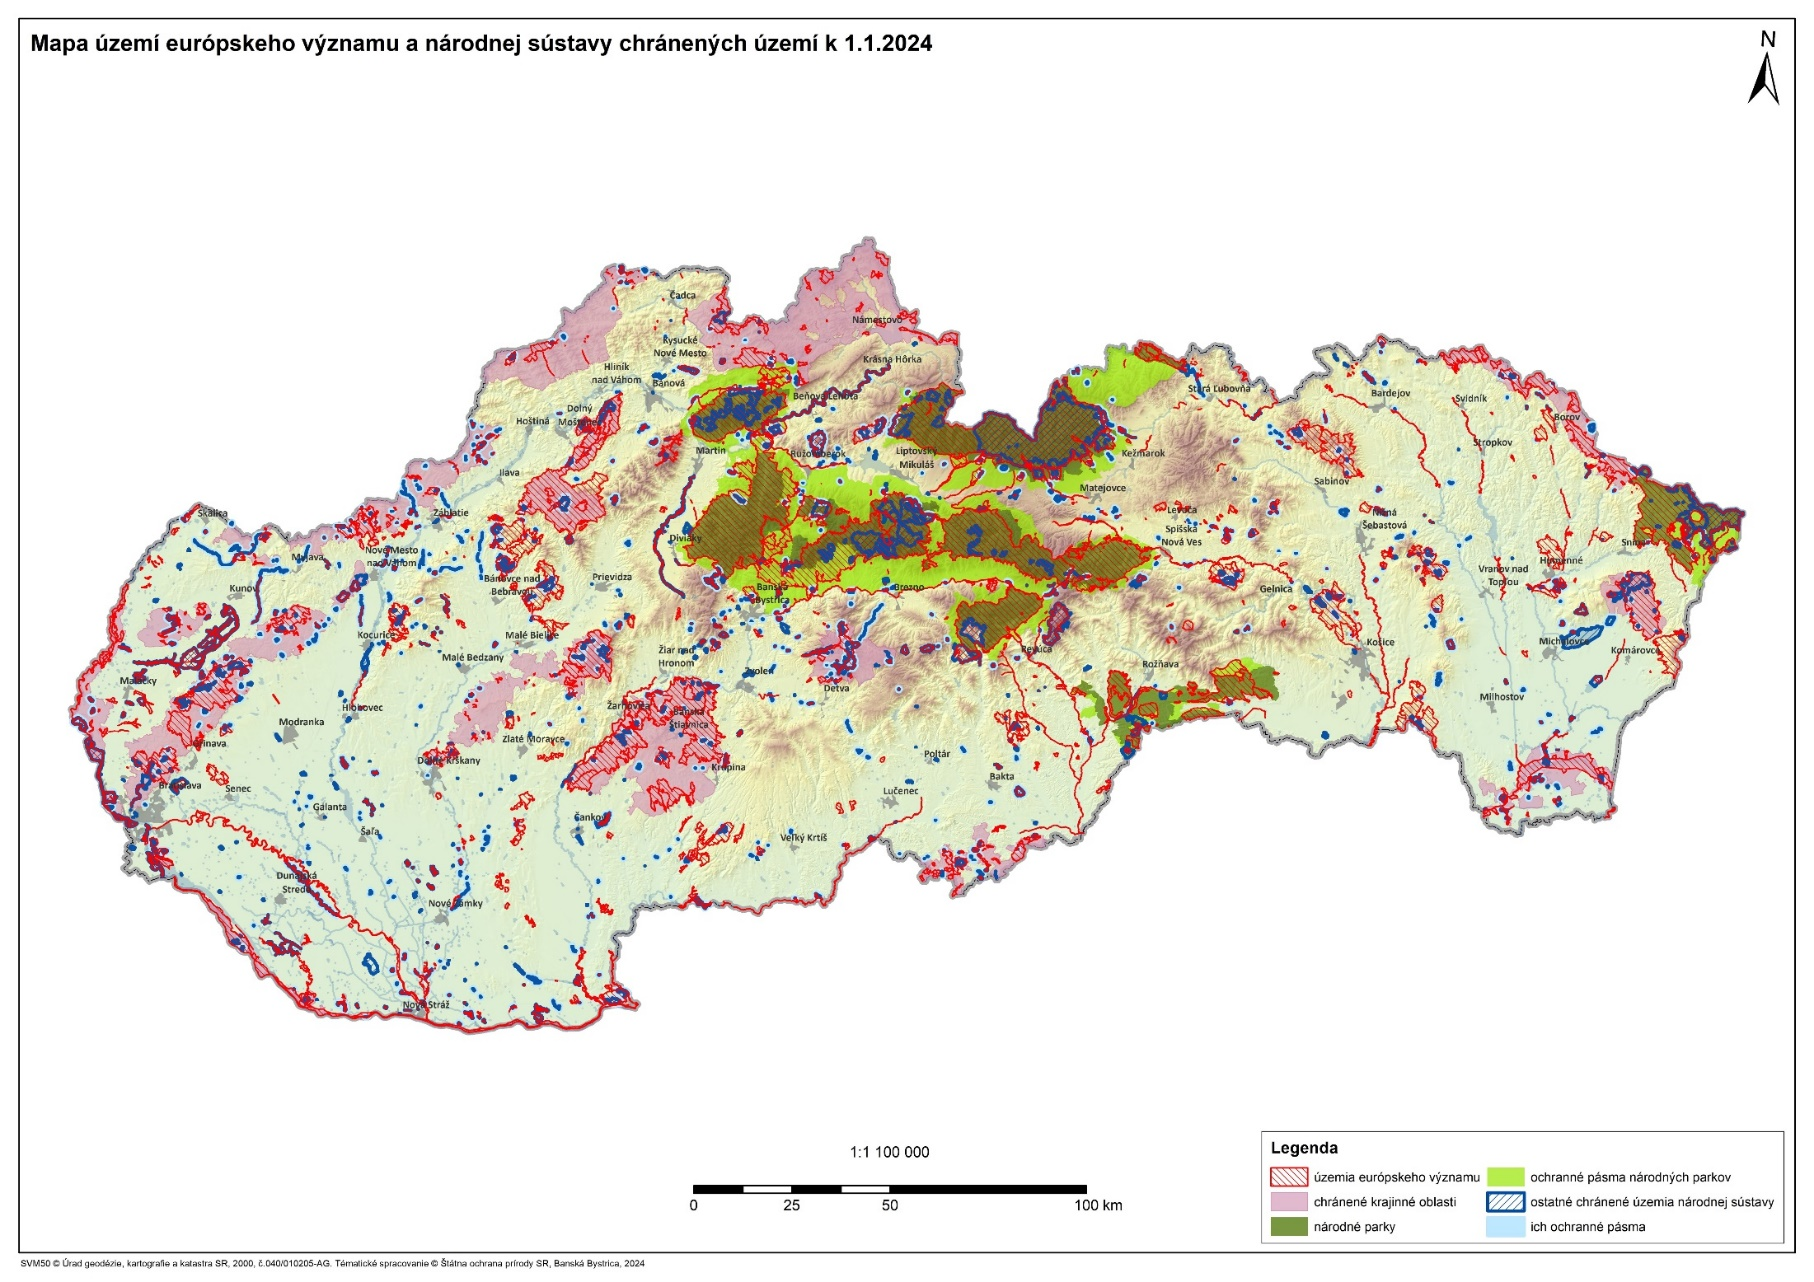 Mapa území európskeho významu a národnej sústavy chránených území k 1.1.2024
N
Čadca
Námestovo
Kysucké
Nové Mesto
Krásna Hôrka
Hliník
nad Váhom
Bánová
Stará Ľubovňa
Beňova Lehota
Bardejov
Svidník
Dolný
Hoštiná
Borov
Stropkov
Martin
Ružomberok
Liptovský
Mikuláš
Kežmarok
Ilava
Sabinov
Matejovce
Skalica
Záblatie
Levoča
Šebastová
Spišská
Nová Ves
Diviaky
Snina
Myjava
Nové Mesto
nad Váhom
Humenné
Vranov nad
Topľou
Bánovce nad
Bebravou
Prievidza
Banská
Bystrica
Brezno
Gelnica
Kunov
Kocurice
Malé Bielice
Michalovce
Košice
Revúca
Komárovce
Žiar nad
Hronom
Malé Bedzany
Rožňava
Zvolen
Malacky
Detva
Milhostov
Hlohovec
Žarnovica
Banská
Štiavnica
Modranka
Zlaté Moravce
Trnava
Poltár
Dolné Krškany
Krupina
Bakta
Bratislava
Senec
Lučenec
Galanta
Čankov
Šaľa
Veľký Krtíš
Dunajská
Streda
Nové Zámky
Nová Stráž
1:1 100 000
0 25 50 100 km
Legenda
územia európskeho významu
ochranné pásma národných parkov
chránené krajinné oblasti
ostatné chránené územia národnej sústavy
národné parky
ich ochranné pásma
SVM50 © Úrad geodézie, kartografie a katastra SR, 2000, č.040/010205-AG. Tématické spracovanie © Štátna ochrana prírody SR, Banská Bystrica, 2024